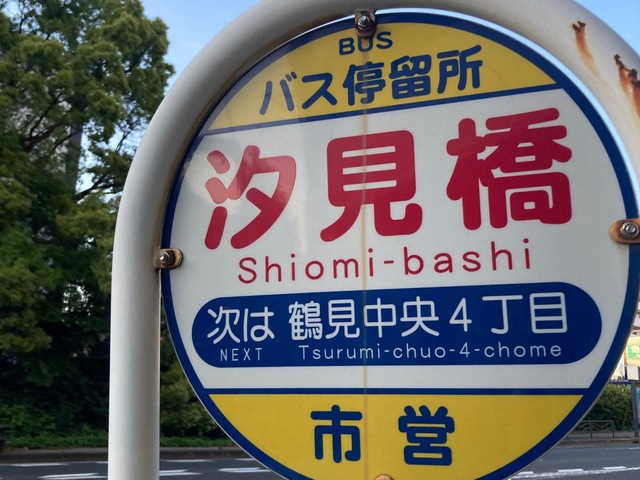 BUS
バス停留所
汐見橋
Shiomi-bashi
次は 鶴見中央4丁目
NEXT Tsurumi-chuo-4-chome
市営